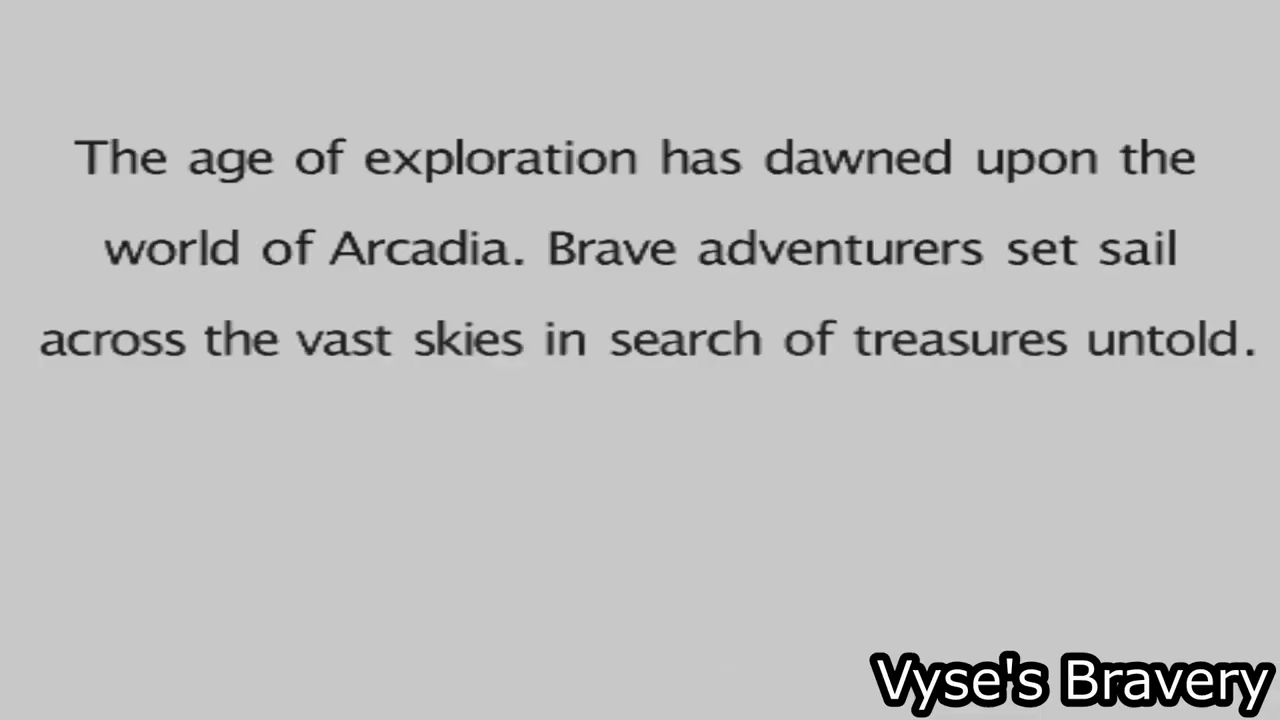 The age of exploration has dawned upon the
world of Arcadia. Brave adventurers set sail
across the vast skies in search of treasures untold.
Vyse's Bravery